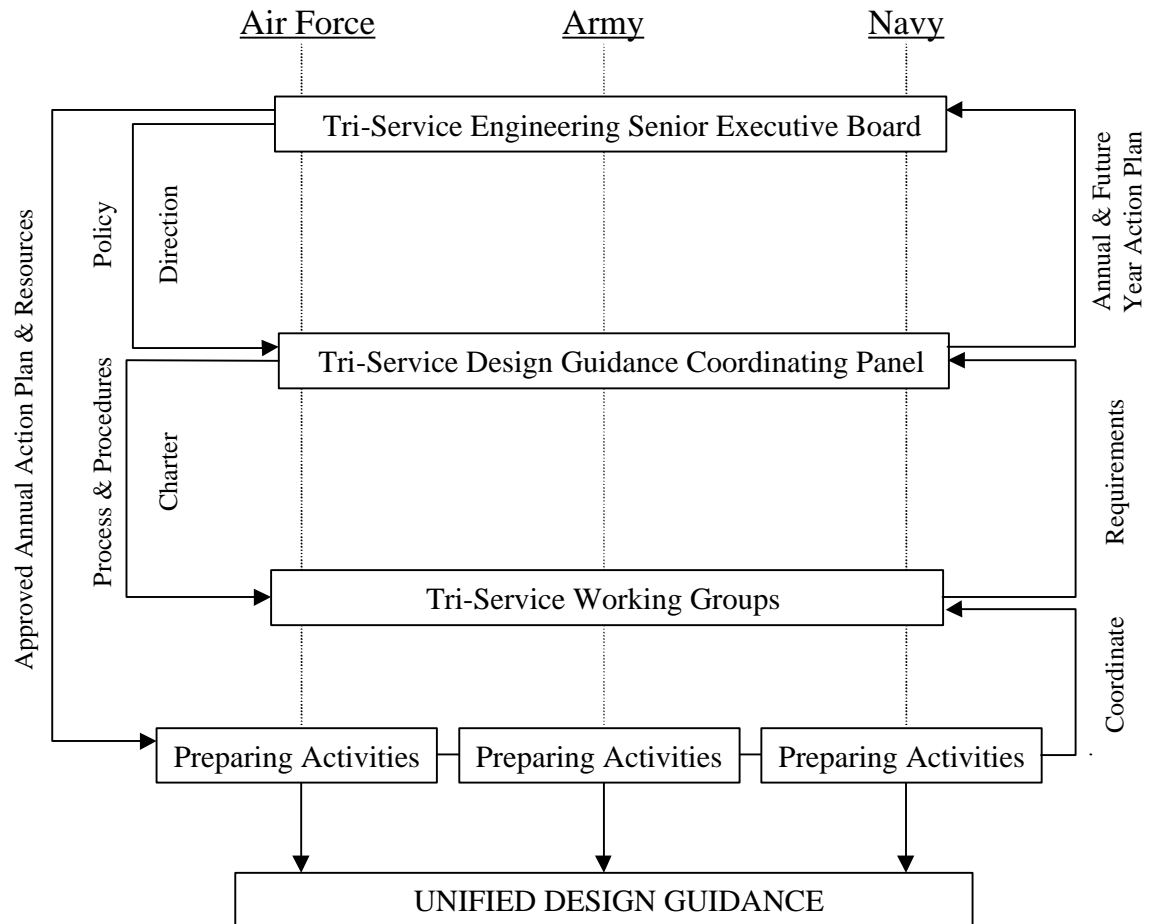 Air Force
Army
Navy
Tri-Service Engineering Senior Executive Board
Approved Annual Action Plan & Resources
Policy
Direction
Annual & Future
Year Action Plan
Tri-Service Design Guidance Coordinating Panel
Process & Procedures
Charter
Requirements
Tri-Service Working Groups
Coordinate
Preparing Activities
Preparing Activities
Preparing Activities
UNIFIED DESIGN GUIDANCE